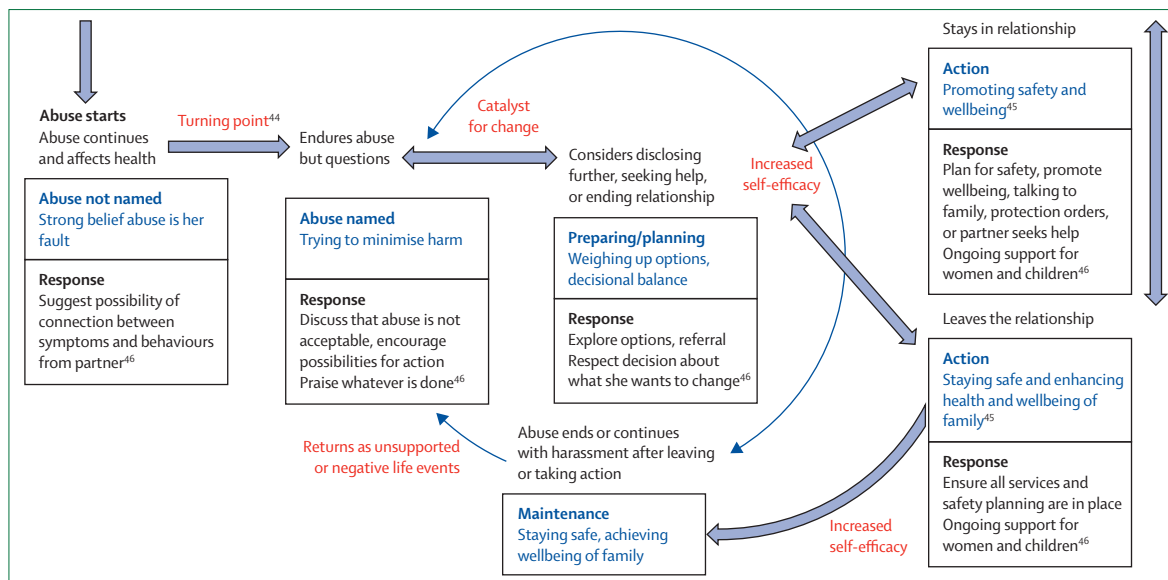 Abuse starts
Abuse continues
and affects health
Turning point⁴⁴
Abuse not named
Strong belief abuse is her
fault
Response
Suggest possibility of
connection between
symptoms and behaviours
from partner⁴⁶
Endures abuse
but questions
Catalyst
for change
Abuse named
Trying to minimise harm
Response
Discuss that abuse is not
acceptable, encourage
possibilities for action
Praise whatever is done⁴⁶
Considers disclosing
further, seeking help,
or ending relationship
Preparing/planning
Weighing up options,
decisional balance
Response
Explore options, referral
Respect decision about
what she wants to change⁴⁶
Increased
self-efficacy
Stays in relationship
Action
Promoting safety and
wellbeing⁴⁵
Response
Plan for safety, promote
wellbeing, talking to
family, protection orders,
or partner seeks help
Ongoing support for
women and children⁴⁶
Leaves the relationship
Action
Staying safe and enhancing
health and wellbeing of
family⁴⁵
Response
Ensure all services and
safety planning are in place
Ongoing support for
women and children⁴⁶
Increased
self-efficacy
Abuse ends or continues
with harassment after leaving
or taking action
Maintenance
Staying safe, achieving
wellbeing of family
Returns as unsupported
or negative life events